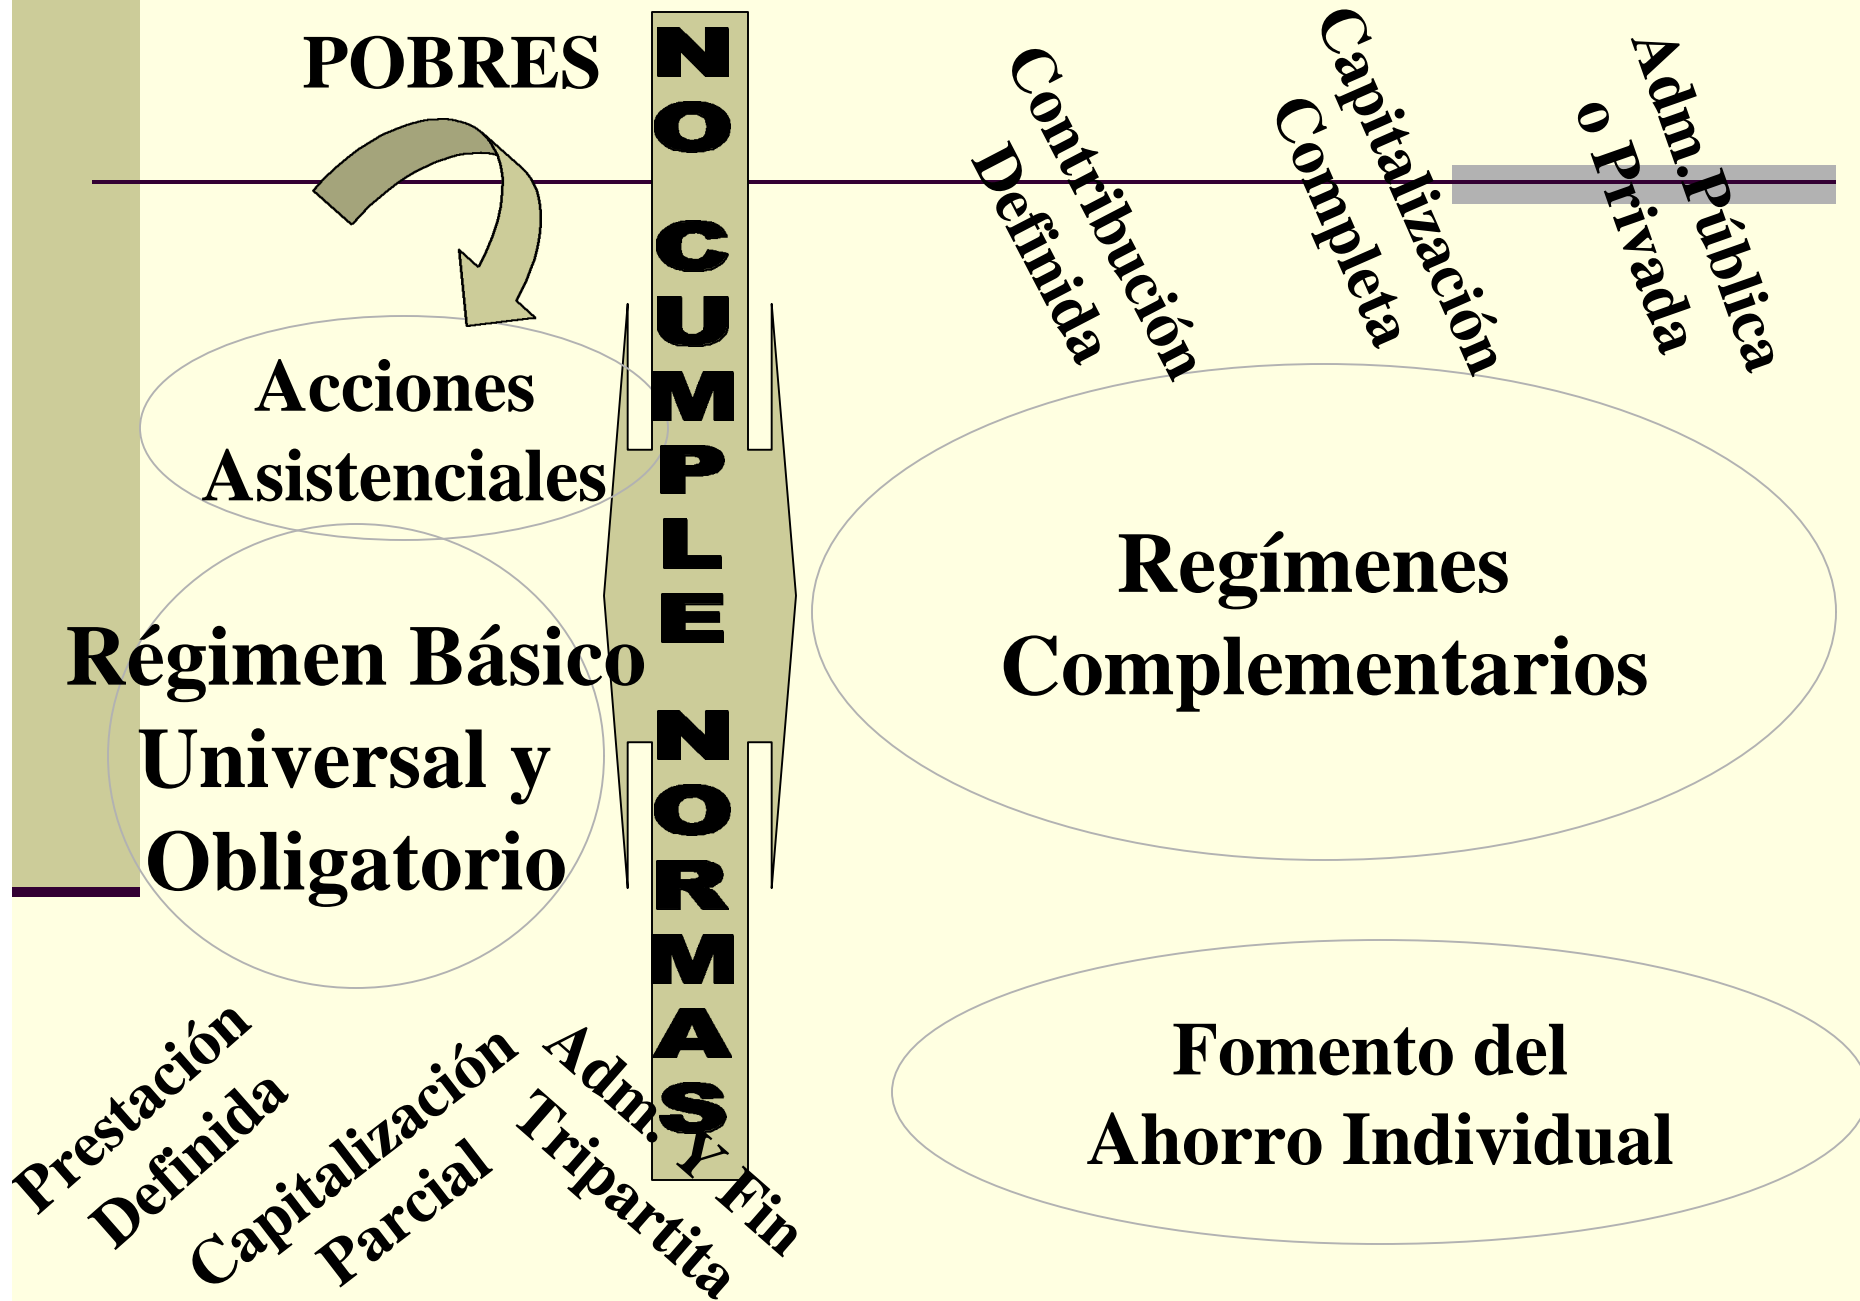 POBRES
Acciones
Asistenciales
Régimen Básico
Universal y
Obligatorio
Prestación
Definida
Capitalización
Parcial
Adm. Y Fin
Tripartita
NO CUMPLE NORMAS
Contribución
Definida
Capitalización
Completa
Adm.Pública
o Privada
Regímenes
Complementarios
Fomento del
Ahorro Individual